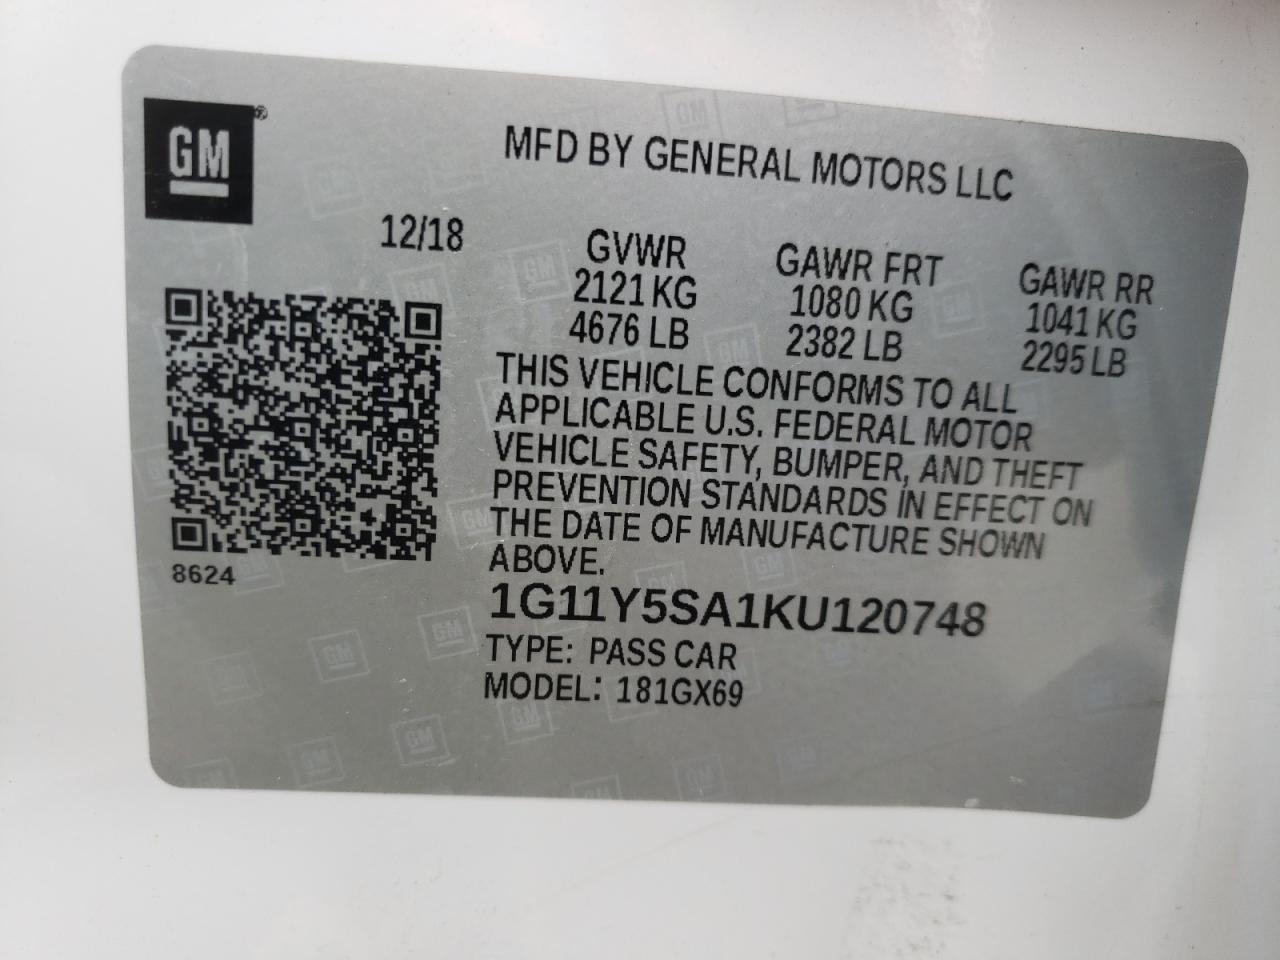 GM®
MFD BY GENERAL MOTORS LLC
12/18
GVWR
2121 KG
4676 LB
GAWR FRT
1080 KG
2382 LB
GAWR RR
1041 KG
2295 LB
THIS VEHICLE CONFORMS TO ALL
APPLICABLE U.S. FEDERAL MOTOR
VEHICLE SAFETY, BUMPER, AND THEFT
PREVENTION STANDARDS IN EFFECT ON
THE DATE OF MANUFACTURE SHOWN
ABOVE.
8624
1G11Y5SA1KU120748
TYPE: PASS CAR
MODEL: 181GX69